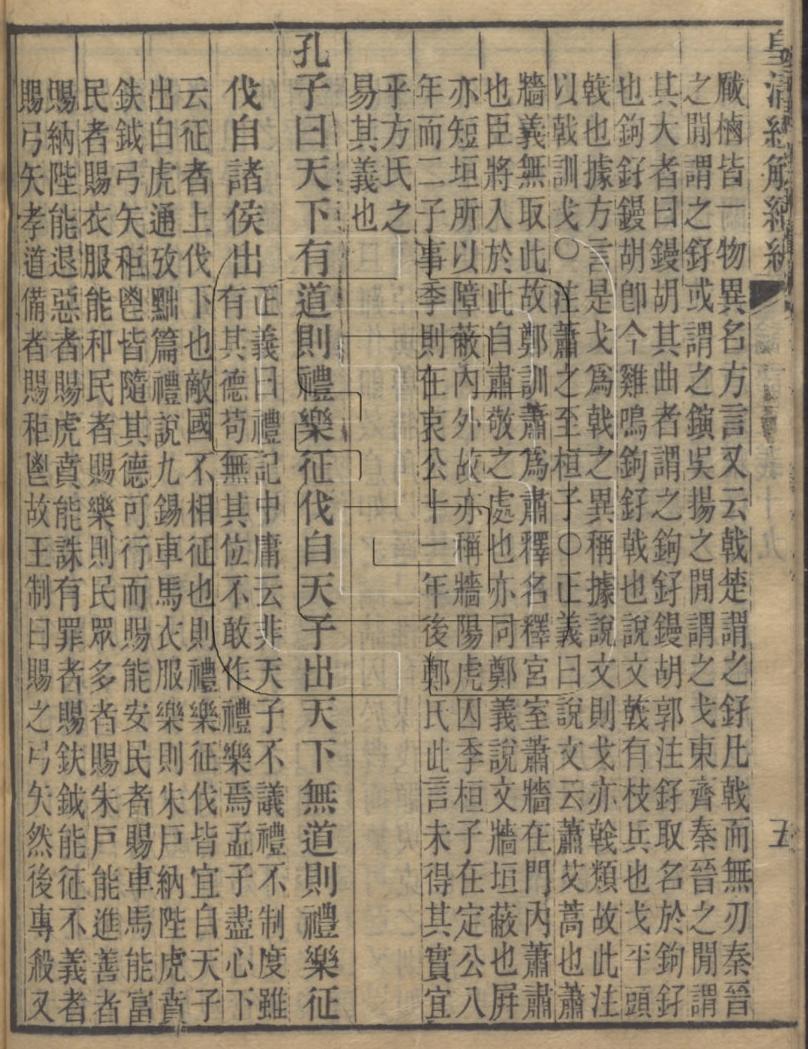 皇清經解續編
五
瞂楯皆一物異名方言又云戟楚謂之釨凡戟而無刃秦晉
之閒謂之釨或謂之鏔吳揚之閒謂之戈東齊秦晉之閒謂
其大者曰鏝胡其曲者謂之鉤釨鏝胡郭注釨取名於鉤釨
也鉤釨鏝胡卽今雞鳴鉤釨戟也說文戟有枝兵也戈平頭
戟也據方言是戈爲戟之異稱據說文則戈亦戟類故此注
以戟訓戈○注蕭之至桓子○正義曰說文云蕭艾蒿也蕭
牆義無取此故鄭訓蕭爲肅釋名釋宮室蕭牆在門內蕭肅
也臣將入於此自肅敬之處也亦同鄭義說文牆垣蔽也屏
亦短垣所以障蔽內外故亦稱牆陽虎囚季桓子在定公八
年而二子事季則在哀公十一年後鄭氏此言未得其實宜
乎方氏之
易其義也
孔子曰天下有道則禮樂征伐自天子出天下無道則禮樂征
伐自諸侯出
正義曰禮記中庸云非天子不議禮不制度雖
有其德苟無其位不敢作禮樂焉孟子盡心下
云征者上伐下也敵國不相征也則禮樂征伐皆宜自天子
出白虎通攷黜篇禮說九錫車馬衣服樂則朱戶納陛虎賁
鈇鉞弓矢秬鬯皆隨其德可行而賜能安民者賜車馬能富
民者賜衣服能和民者賜樂則民眾多者賜朱戶能進善者
賜納陛能退惡者賜虎賁能誅有罪者賜鈇鉞能征不義者
賜弓矢孝道備者賜秬鬯故王制曰賜之弓矢然後專殺又